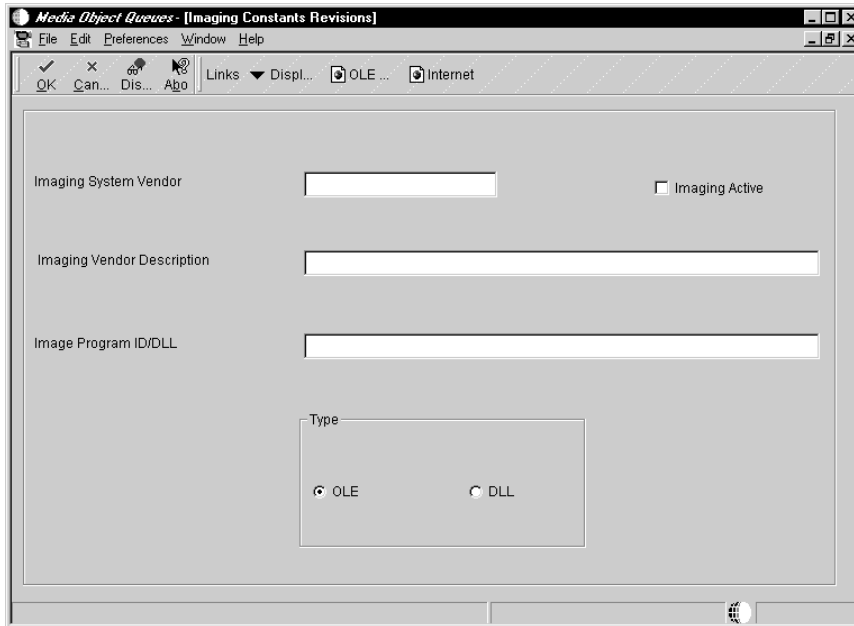 Media Object Queues - [Imaging Constants Revisions]
File Edit Preferences Window Help
OK Can... Dis... Abo Links Displ... OLE ... Internet
Imaging System Vendor
Imaging Active
Imaging Vendor Description
Image Program ID/DLL
Type
OLE DLL